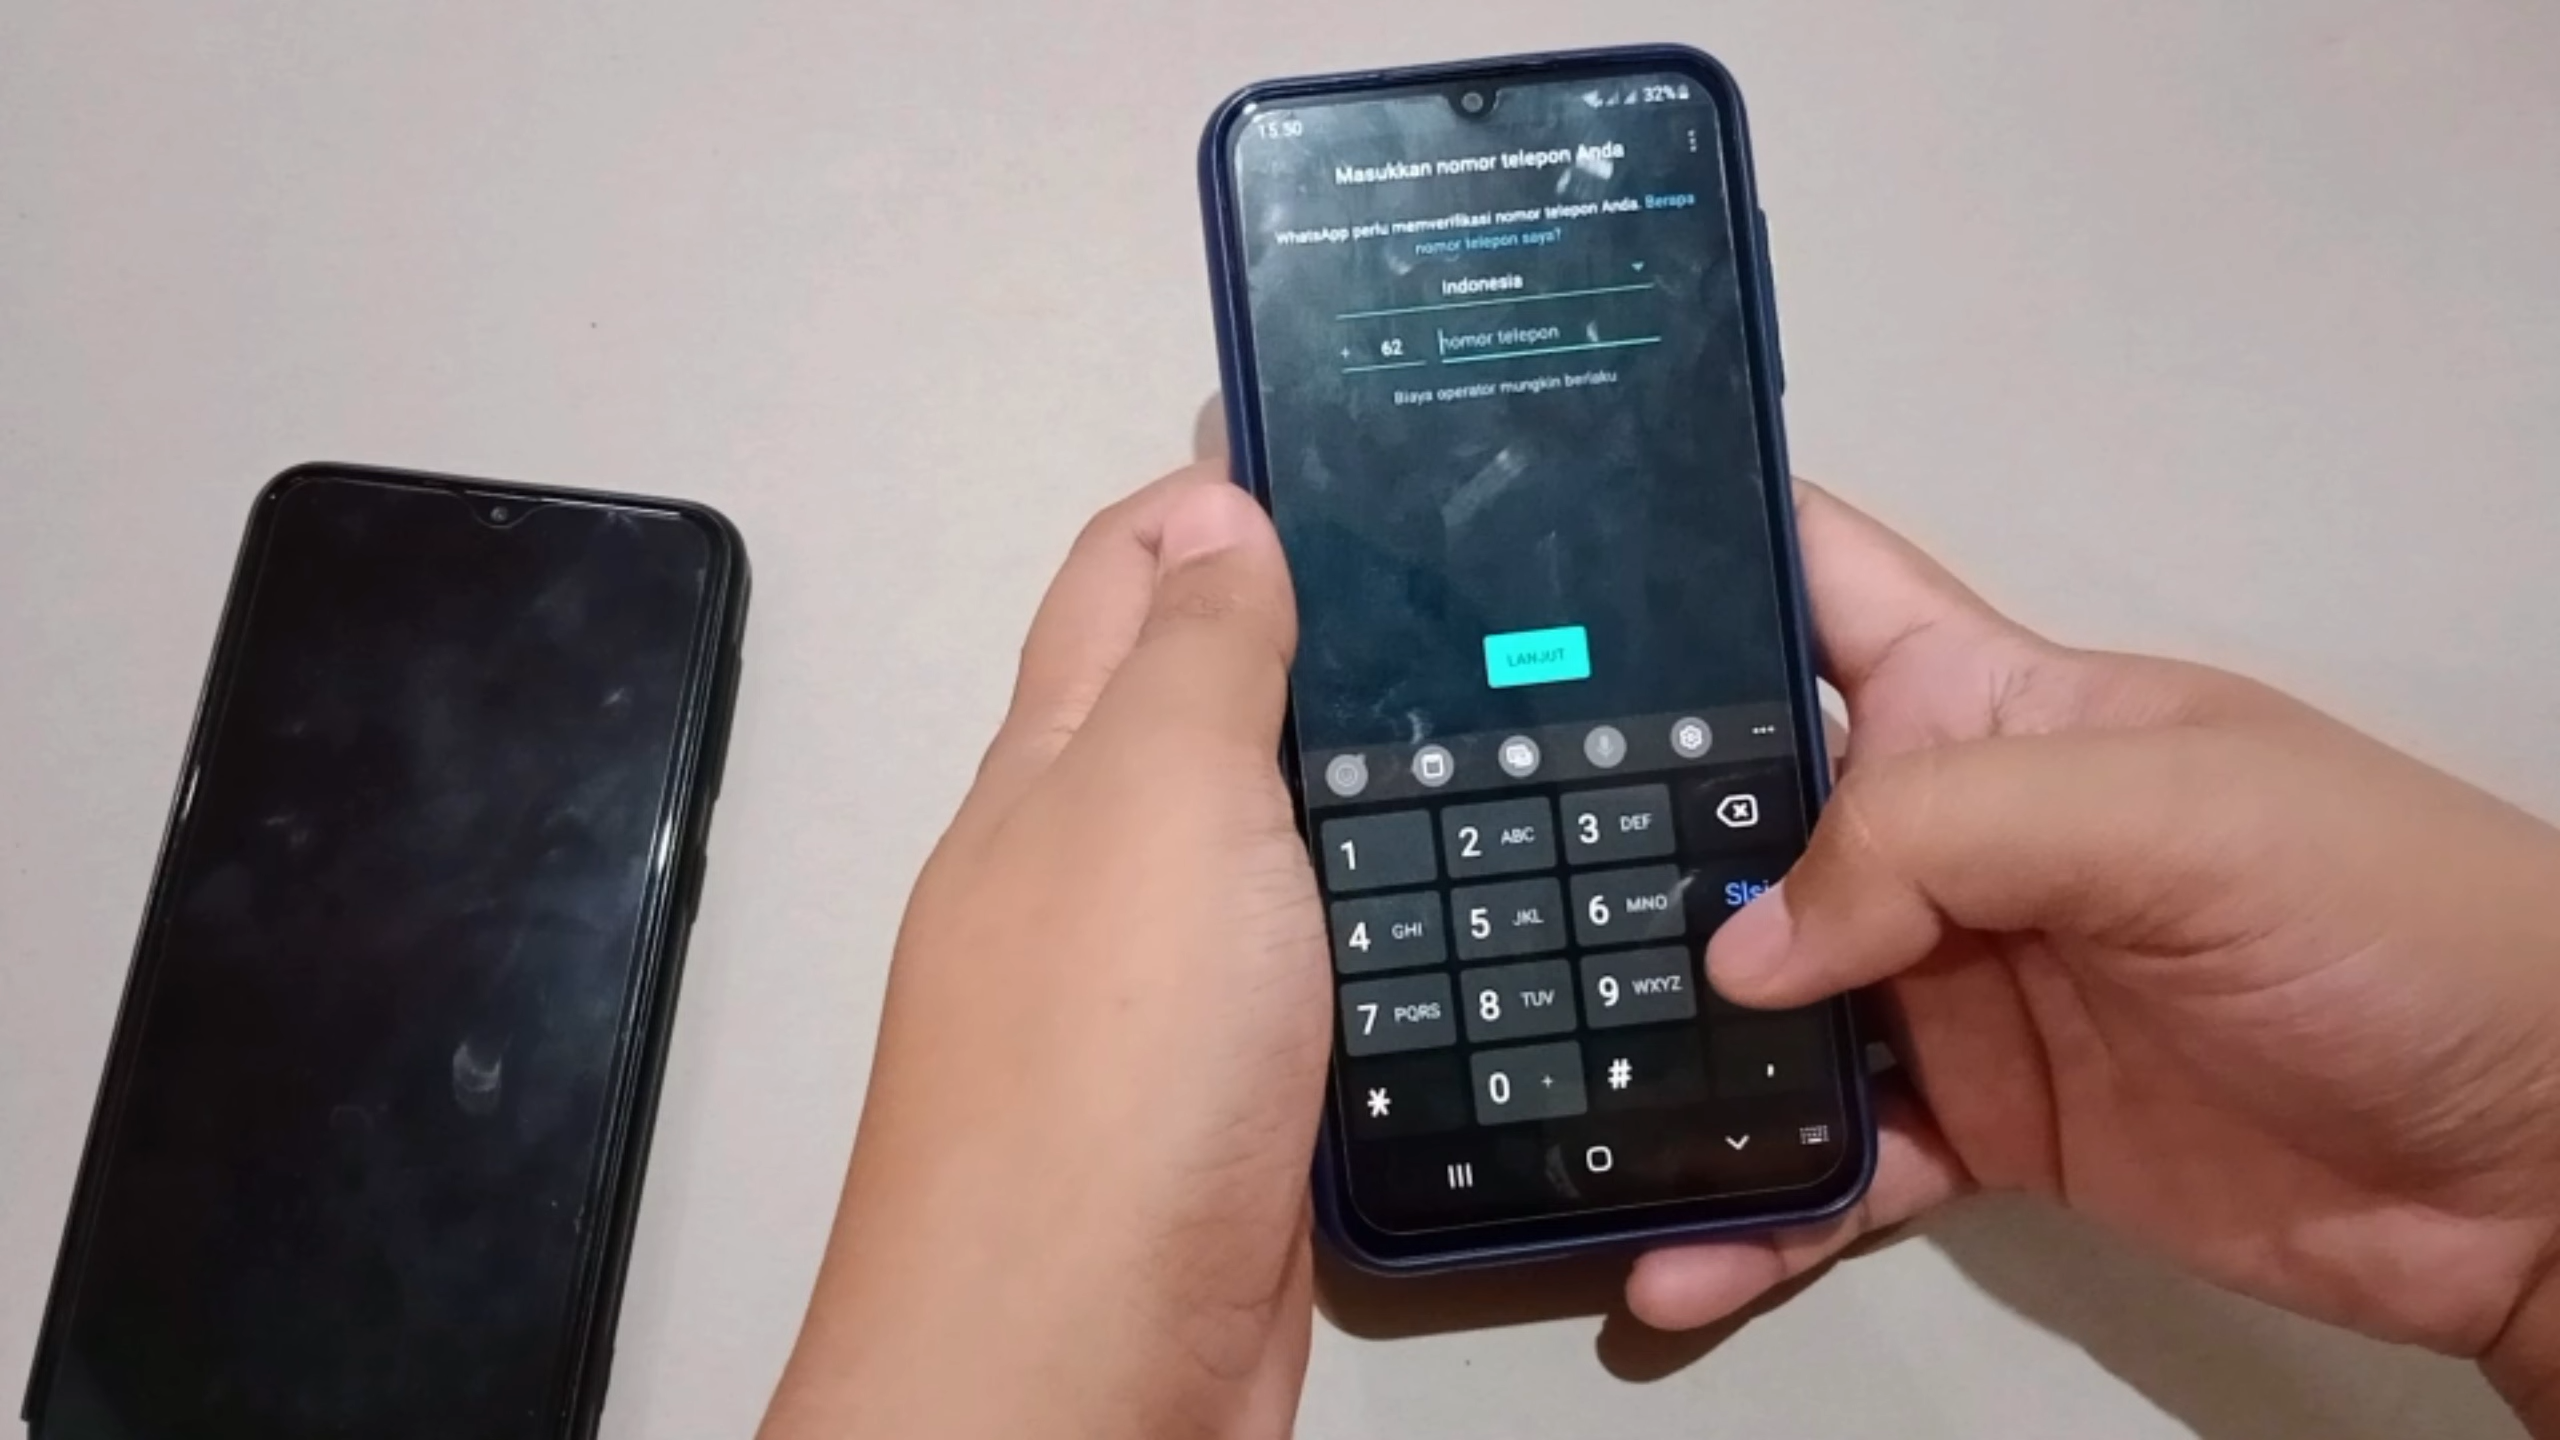 15.50 32%
Masukkan nomor telepon Anda
WhatsApp perlu memverifikasi nomor telepon Anda. Berapa
nomor telepon saya?
Indonesia
+ 62 nomor telepon
Biaya operator mungkin berlaku
LANJUT
1 2 ABC 3 DEF
4 GHI 5 JKL 6 MNO
7 PQRS 8 TUV 9 WXYZ
* 0 + # ,